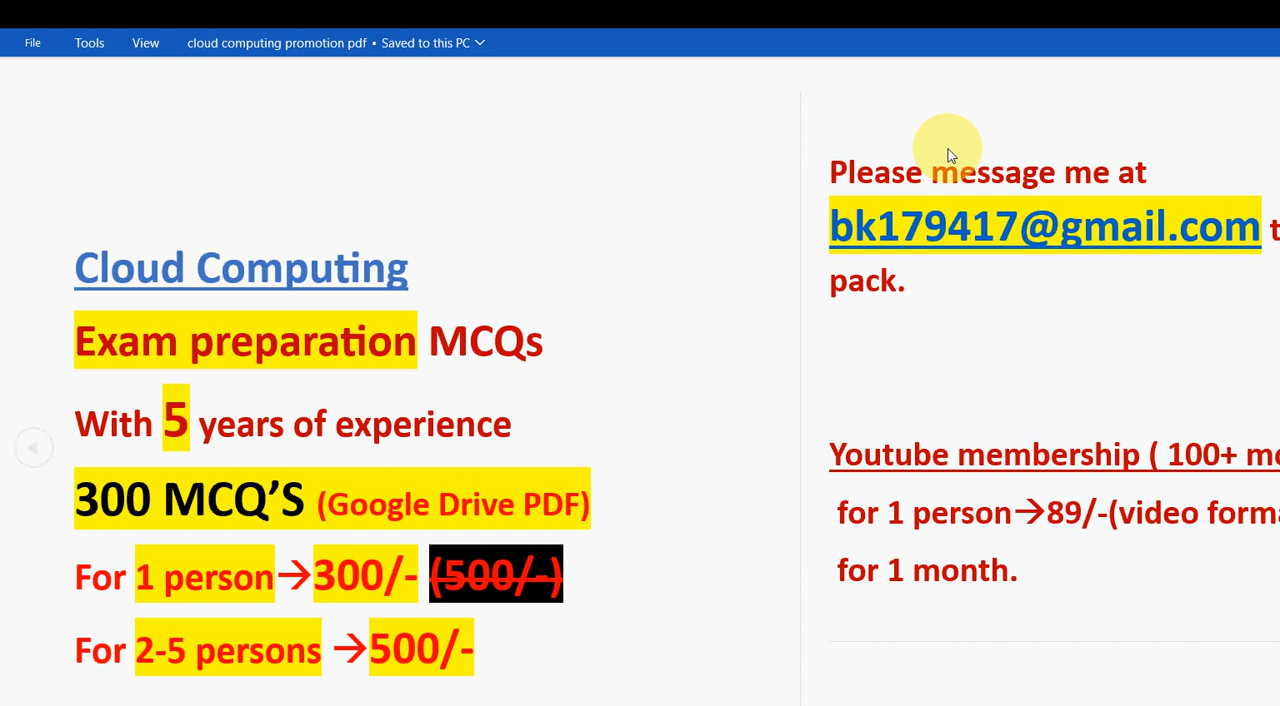 File Tools View cloud computing promotion pdf • Saved to this PC
Cloud Computing
Exam preparation MCQs
With 5 years of experience
300 MCQ’S (Google Drive PDF)
For 1 person→300/- (500/-)
For 2-5 persons →500/-
Please message me at
bk179417@gmail.com
pack.
Youtube membership ( 100+
for 1 person→89/-(video
for 1 month.